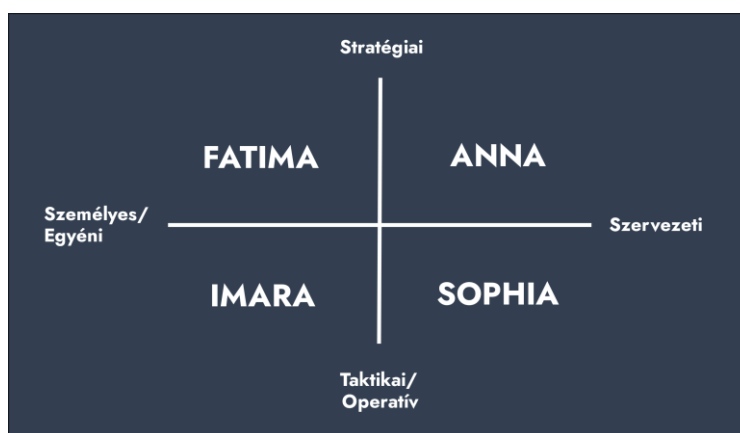 Stratégiai
FATIMA
ANNA
Személyes/
Egyéni
Szervezeti
IMARA
SOPHIA
Taktikai/
Operatív